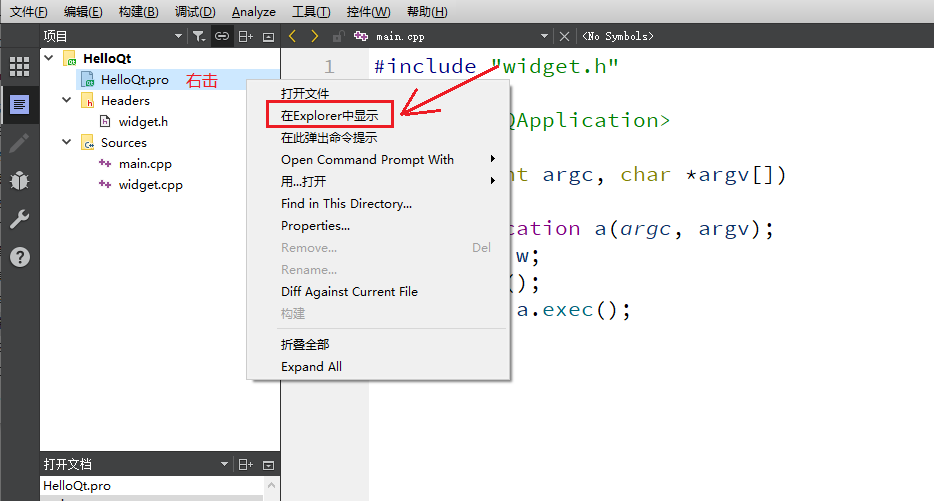 文件(F) 编辑(E) 构建(B) 调试(D) Analyze 工具(T) 控件(W) 帮助(H)
项目
main.cpp
<No Symbols>
HelloQt
HelloQt.pro
右击
Headers
widget.h
Sources
main.cpp
widget.cpp
打开文件
在Explorer中显示
在此弹出命令提示
Open Command Prompt With
用...打开
Find in This Directory...
Properties...
Remove... Del
Rename...
Diff Against Current File
构建
折叠全部
Expand All
1 #include "widget.h"
QApplication>
nt argc, char *argv[])
cation a(argc, argv);
w;
();
a.exec();
打开文档
HelloQt.pro